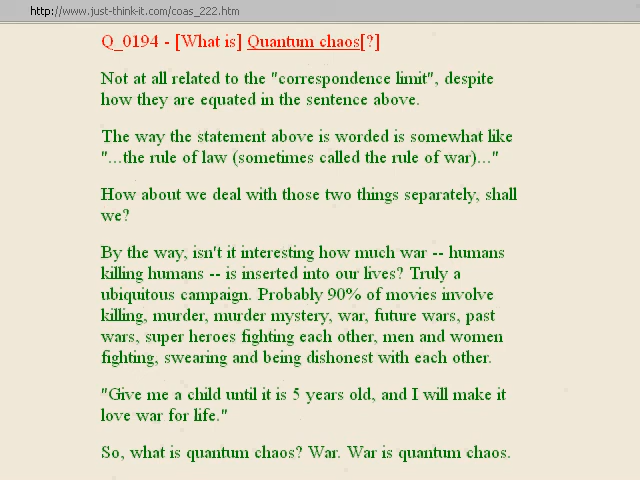 http://www.just-think-it.com/coas_222.htm
Q_0194 - [What is] Quantum chaos[?]
Not at all related to the "correspondence limit", despite
how they are equated in the sentence above.
The way the statement above is worded is somewhat like
"...the rule of law (sometimes called the rule of war)..."
How about we deal with those two things separately, shall
we?
By the way, isn't it interesting how much war -- humans
killing humans -- is inserted into our lives? Truly a
ubiquitous campaign. Probably 90% of movies involve
killing, murder, murder mystery, war, future wars, past
wars, super heroes fighting each other, men and women
fighting, swearing and being dishonest with each other.
"Give me a child until it is 5 years old, and I will make it
love war for life."
So, what is quantum chaos? War. War is quantum chaos.